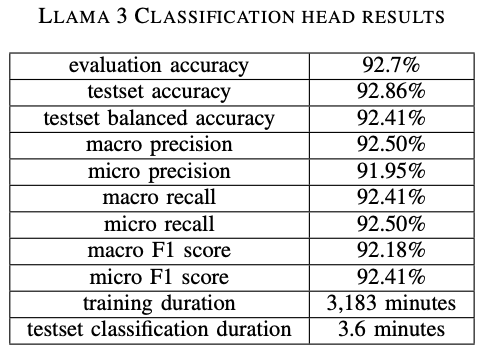 LLAMA 3 CLASSIFICATION HEAD RESULTS
evaluation accuracy 92.7%
testset accuracy 92.86%
testset balanced accuracy 92.41%
macro precision 92.50%
micro precision 91.95%
macro recall 92.41%
micro recall 92.50%
macro F1 score 92.18%
micro F1 score 92.41%
training duration 3,183 minutes
testset classification duration 3.6 minutes